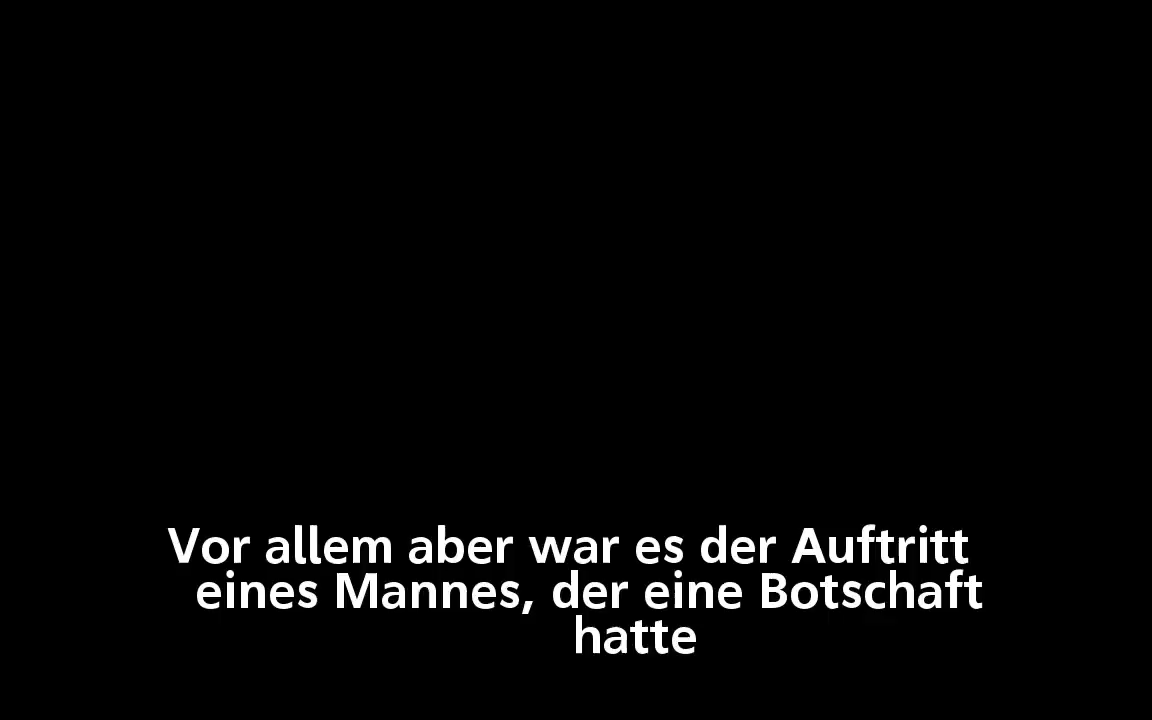 Vor allem aber war es der Auftritt
eines Mannes, der eine Botschaft
hatte